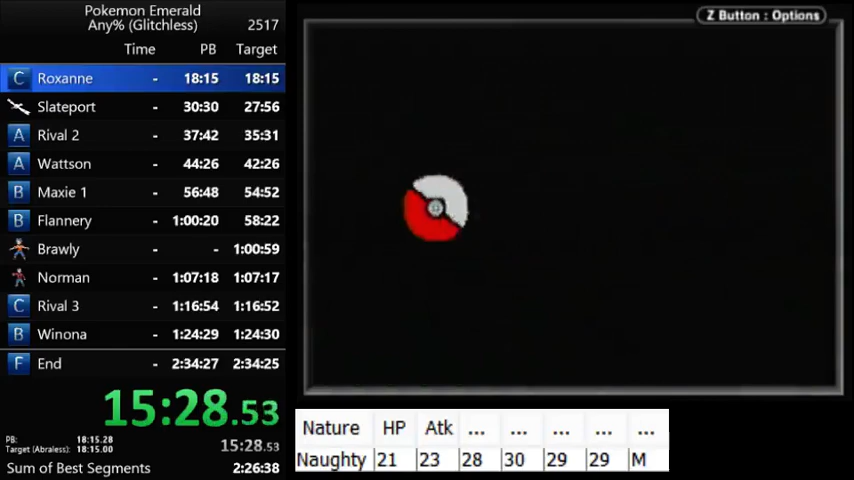 Pokemon Emerald
Any% (Glitchless) 2517
Time PB Target
C Roxanne - 18:15 18:15
Slateport - 30:30 27:56
A Rival 2 - 37:42 35:31
A Wattson - 44:26 42:26
B Maxie 1 - 56:48 54:52
B Flannery - 1:00:20 58:22
Brawly - - 1:00:59
Norman - 1:07:18 1:07:17
C Rival 3 - 1:16:54 1:16:52
B Winona - 1:24:29 1:24:30
F End - 2:34:27 2:34:25
15:28.53
PB: 18:15.28
Target (Abraless): 18:15.00
15:28.53
Sum of Best Segments 2:26:38
Z Button : Options
Nature HP Atk ... ... ... ... ...
Naughty 21 23 28 30 29 29 M